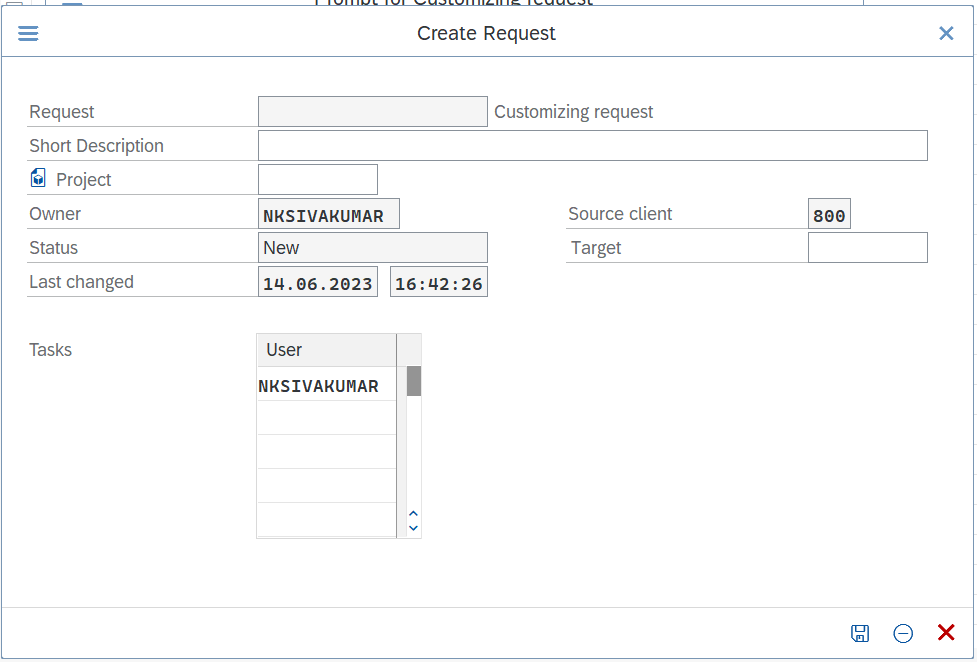 Prompt for Customizing request
Create Request
Request Customizing request
Short Description
Project
Owner NKSIVAKUMAR Source client 800
Status New Target
Last changed 14.06.2023 16:42:26
Tasks User
NKSIVAKUMAR